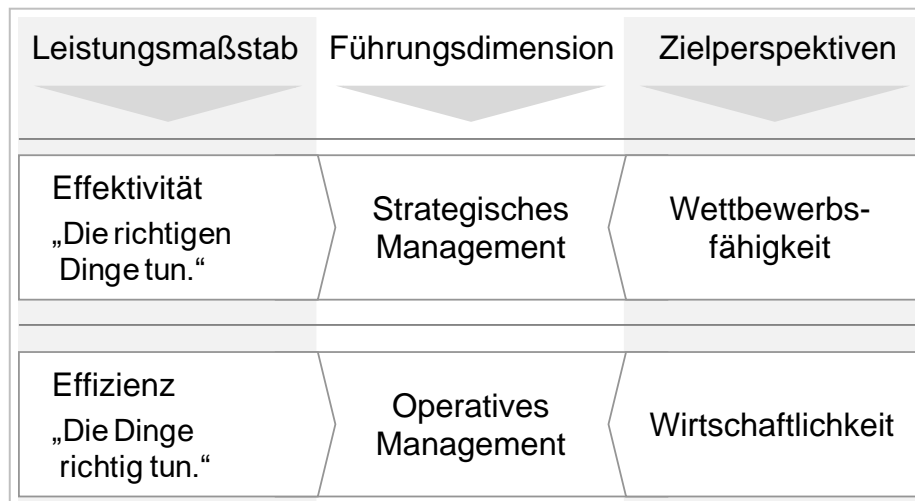 Leistungsmaßstab Führungsdimension Zielperspektiven
Effektivität
„Die richtigen
Dinge tun.“
Strategisches
Management
Wettbewerbs-
fähigkeit
Effizienz
„Die Dinge
richtig tun.“
Operatives
Management
Wirtschaftlichkeit